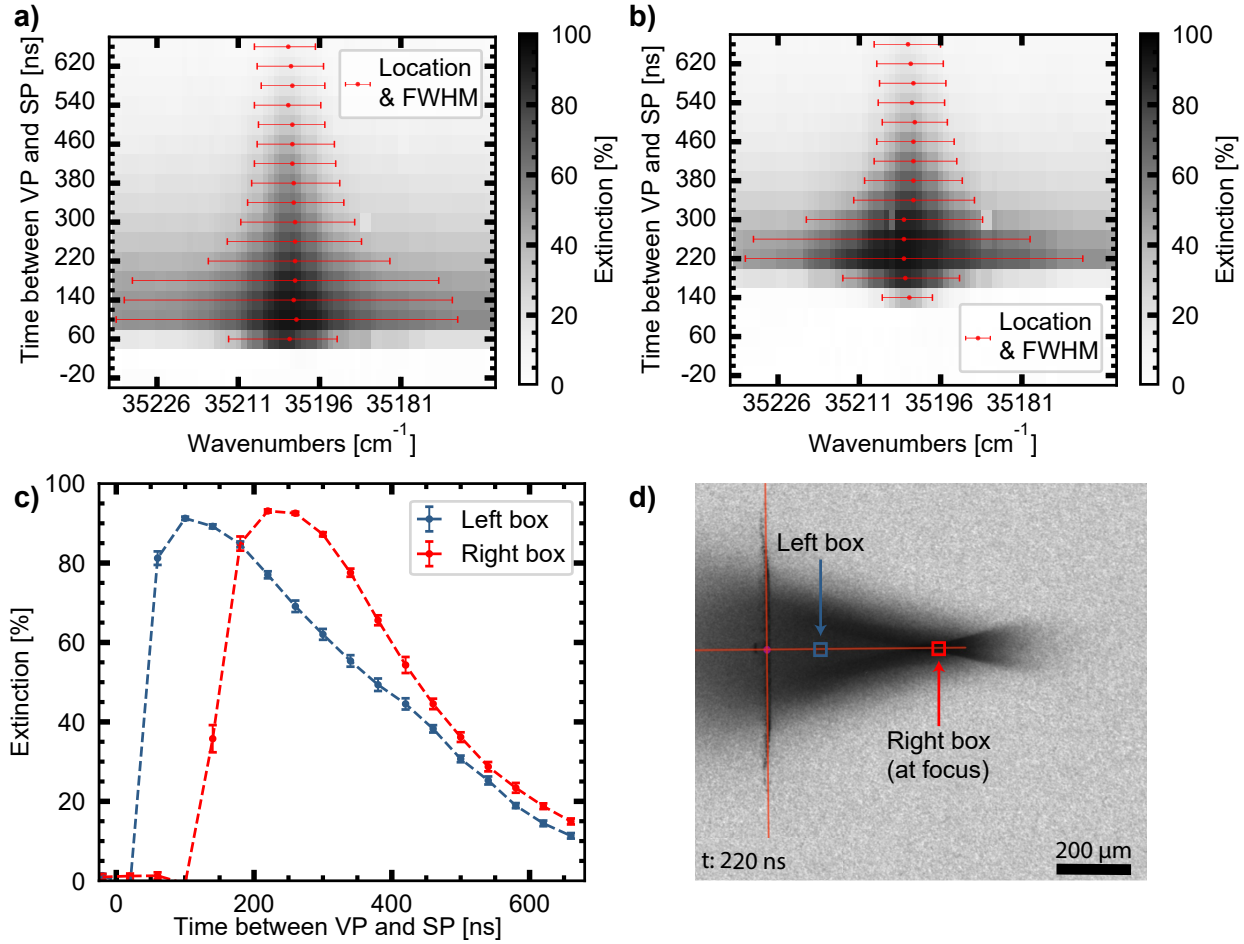 a)
Time between VP and SP [ns]
620
540
460
380
300
220
140
60
-20
Location
& FWHM
35226
35211
35196
35181
Wavenumbers [cm⁻¹]
100
80
60
40
20
0
Extinction [%]
b)
Time between VP and SP [ns]
620
540
460
380
300
220
140
60
-20
Location
& FWHM
35226
35211
35196
35181
Wavenumbers [cm⁻¹]
100
80
60
40
20
0
Extinction [%]
c)
Extinction [%]
100
80
60
40
20
0
Left box
Right box
0
200
400
600
Time between VP and SP [ns]
d)
Left box
Right box
(at focus)
t: 220 ns
200 μm